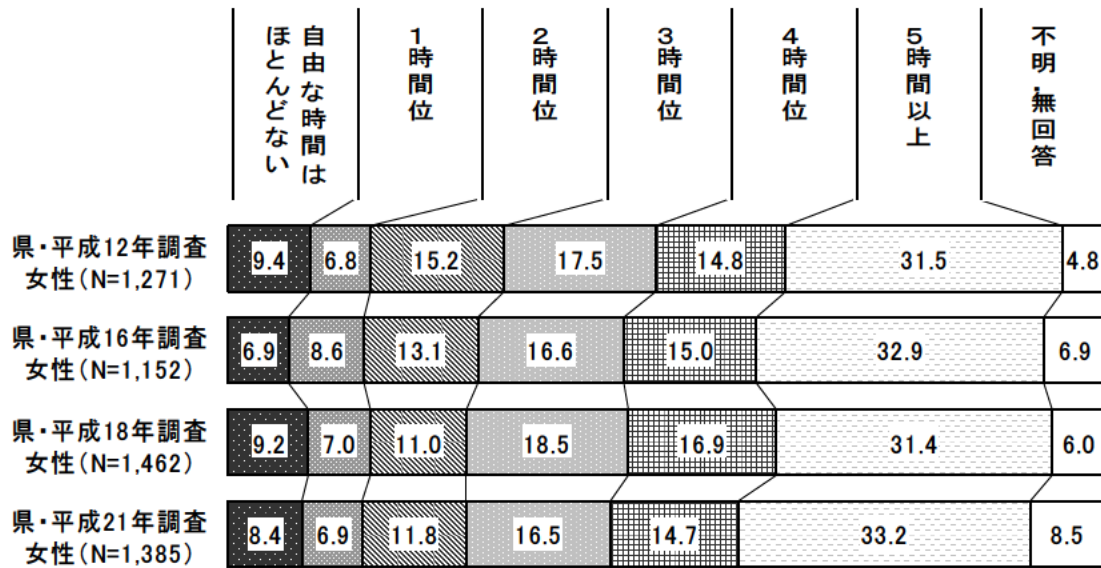 自由な時間は
ほとんどない
1時間位
2時間位
3時間位
4時間位
5時間以上
不明・無回答
県・平成12年調査
女性(N=1,271)
9.4 6.8 15.2 17.5 14.8 31.5 4.8
県・平成16年調査
女性(N=1,152)
6.9 8.6 13.1 16.6 15.0 32.9 6.9
県・平成18年調査
女性(N=1,462)
9.2 7.0 11.0 18.5 16.9 31.4 6.0
県・平成21年調査
女性(N=1,385)
8.4 6.9 11.8 16.5 14.7 33.2 8.5